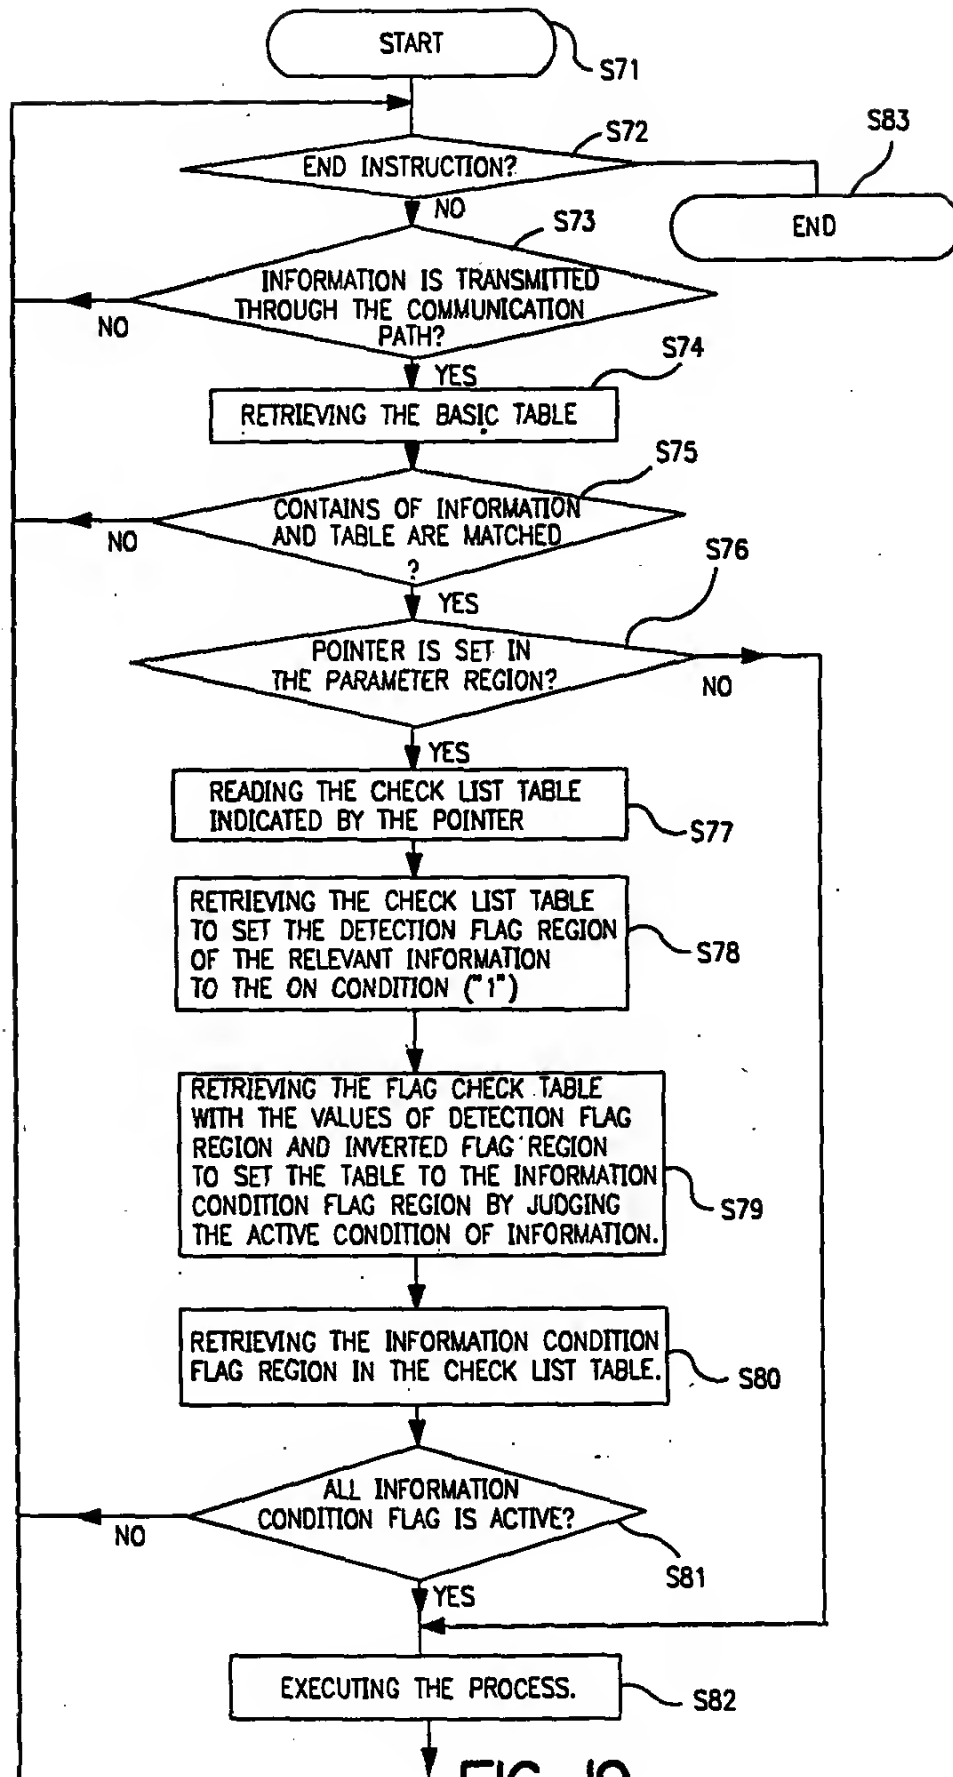 START
S71
S72
END INSTRUCTION?
S83
END
NO
S73
INFORMATION IS TRANSMITTED
THROUGH THE COMMUNICATION
PATH?
NO
YES
S74
RETRIEVING THE BASIC TABLE
S75
CONTAINS OF INFORMATION
AND TABLE ARE MATCHED
?
NO
YES
S76
POINTER IS SET IN
THE PARAMETER REGION?
NO
YES
READING THE CHECK LIST TABLE
INDICATED BY THE POINTER
S77
RETRIEVING THE CHECK LIST TABLE
TO SET THE DETECTION FLAG REGION
OF THE RELEVANT INFORMATION
TO THE ON CONDITION ("1")
S78
RETRIEVING THE FLAG CHECK TABLE
WITH THE VALUES OF DETECTION FLAG
REGION AND INVERTED FLAG REGION
TO SET THE TABLE TO THE INFORMATION
CONDITION FLAG REGION BY JUDGING
THE ACTIVE CONDITION OF INFORMATION.
S79
RETRIEVING THE INFORMATION CONDITION
FLAG REGION IN THE CHECK LIST TABLE.
S80
ALL INFORMATION
CONDITION FLAG IS ACTIVE?
NO
S81
YES
EXECUTING THE PROCESS.
S82